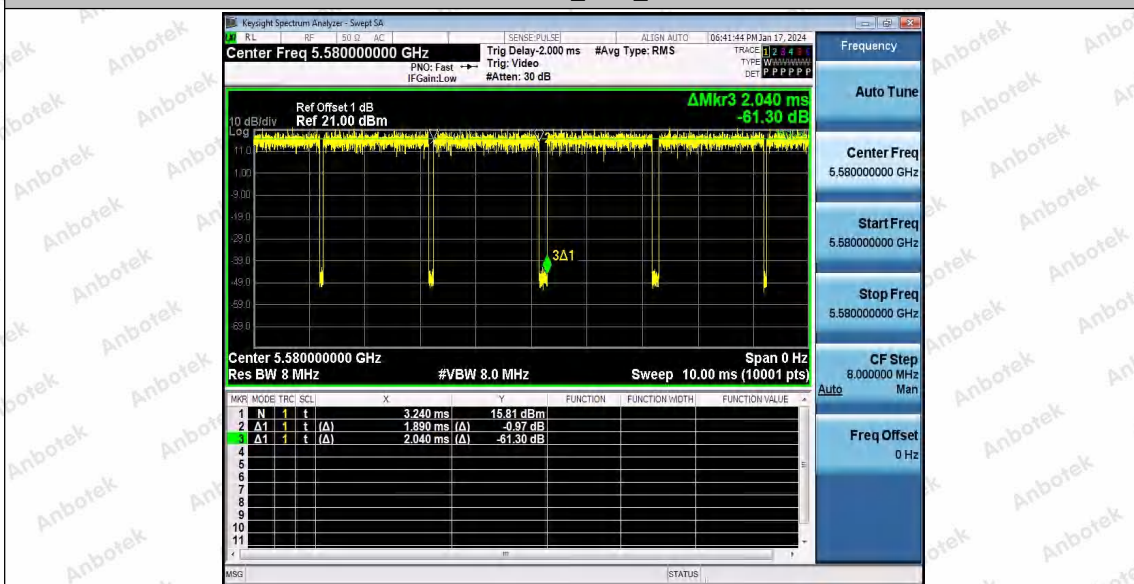 Keysight Spectrum Analyzer - Swept SA
RL RF 50 Ω AC SENSE:PULSE ALIGN AUTO 06:41:44 PM Jan 17, 2024
Center Freq 5.580000000 GHz
PNO: Fast
IFGain:Low
Trig Delay-2.000 ms
Trig: Video
#Atten: 30 dB
#Avg Type: RMS
TRACE 1 2 3 4 5 6
TYPE W
DET P P P P P P
Ref Offset 1 dB
10 dB/div Ref 21.00 dBm
Log
ΔMkr3 2.040 ms
-61.30 dB
11.0
1.00
-9.00
-19.0
-29.0
-39.0
-49.0
-59.0
-69.0
3Δ1
Center 5.580000000 GHz Span 0 Hz
Res BW 8 MHz #VBW 8.0 MHz Sweep 10.00 ms (10001 pts)
MKR MODE TRC SCL X Y FUNCTION FUNCTION WIDTH FUNCTION VALUE
1 N 1 t 3.240 ms 15.81 dBm
2 Δ1 1 t (Δ) 1.890 ms (Δ) -0.97 dB
3 Δ1 1 t (Δ) 2.040 ms (Δ) -61.30 dB
4
5
6
7
8
9
10
11
MSG STATUS
Frequency
Auto Tune
Center Freq
5.580000000 GHz
Start Freq
5.580000000 GHz
Stop Freq
5.580000000 GHz
CF Step
8.000000 MHz
Auto Man
Freq Offset
0 Hz
Anbotek